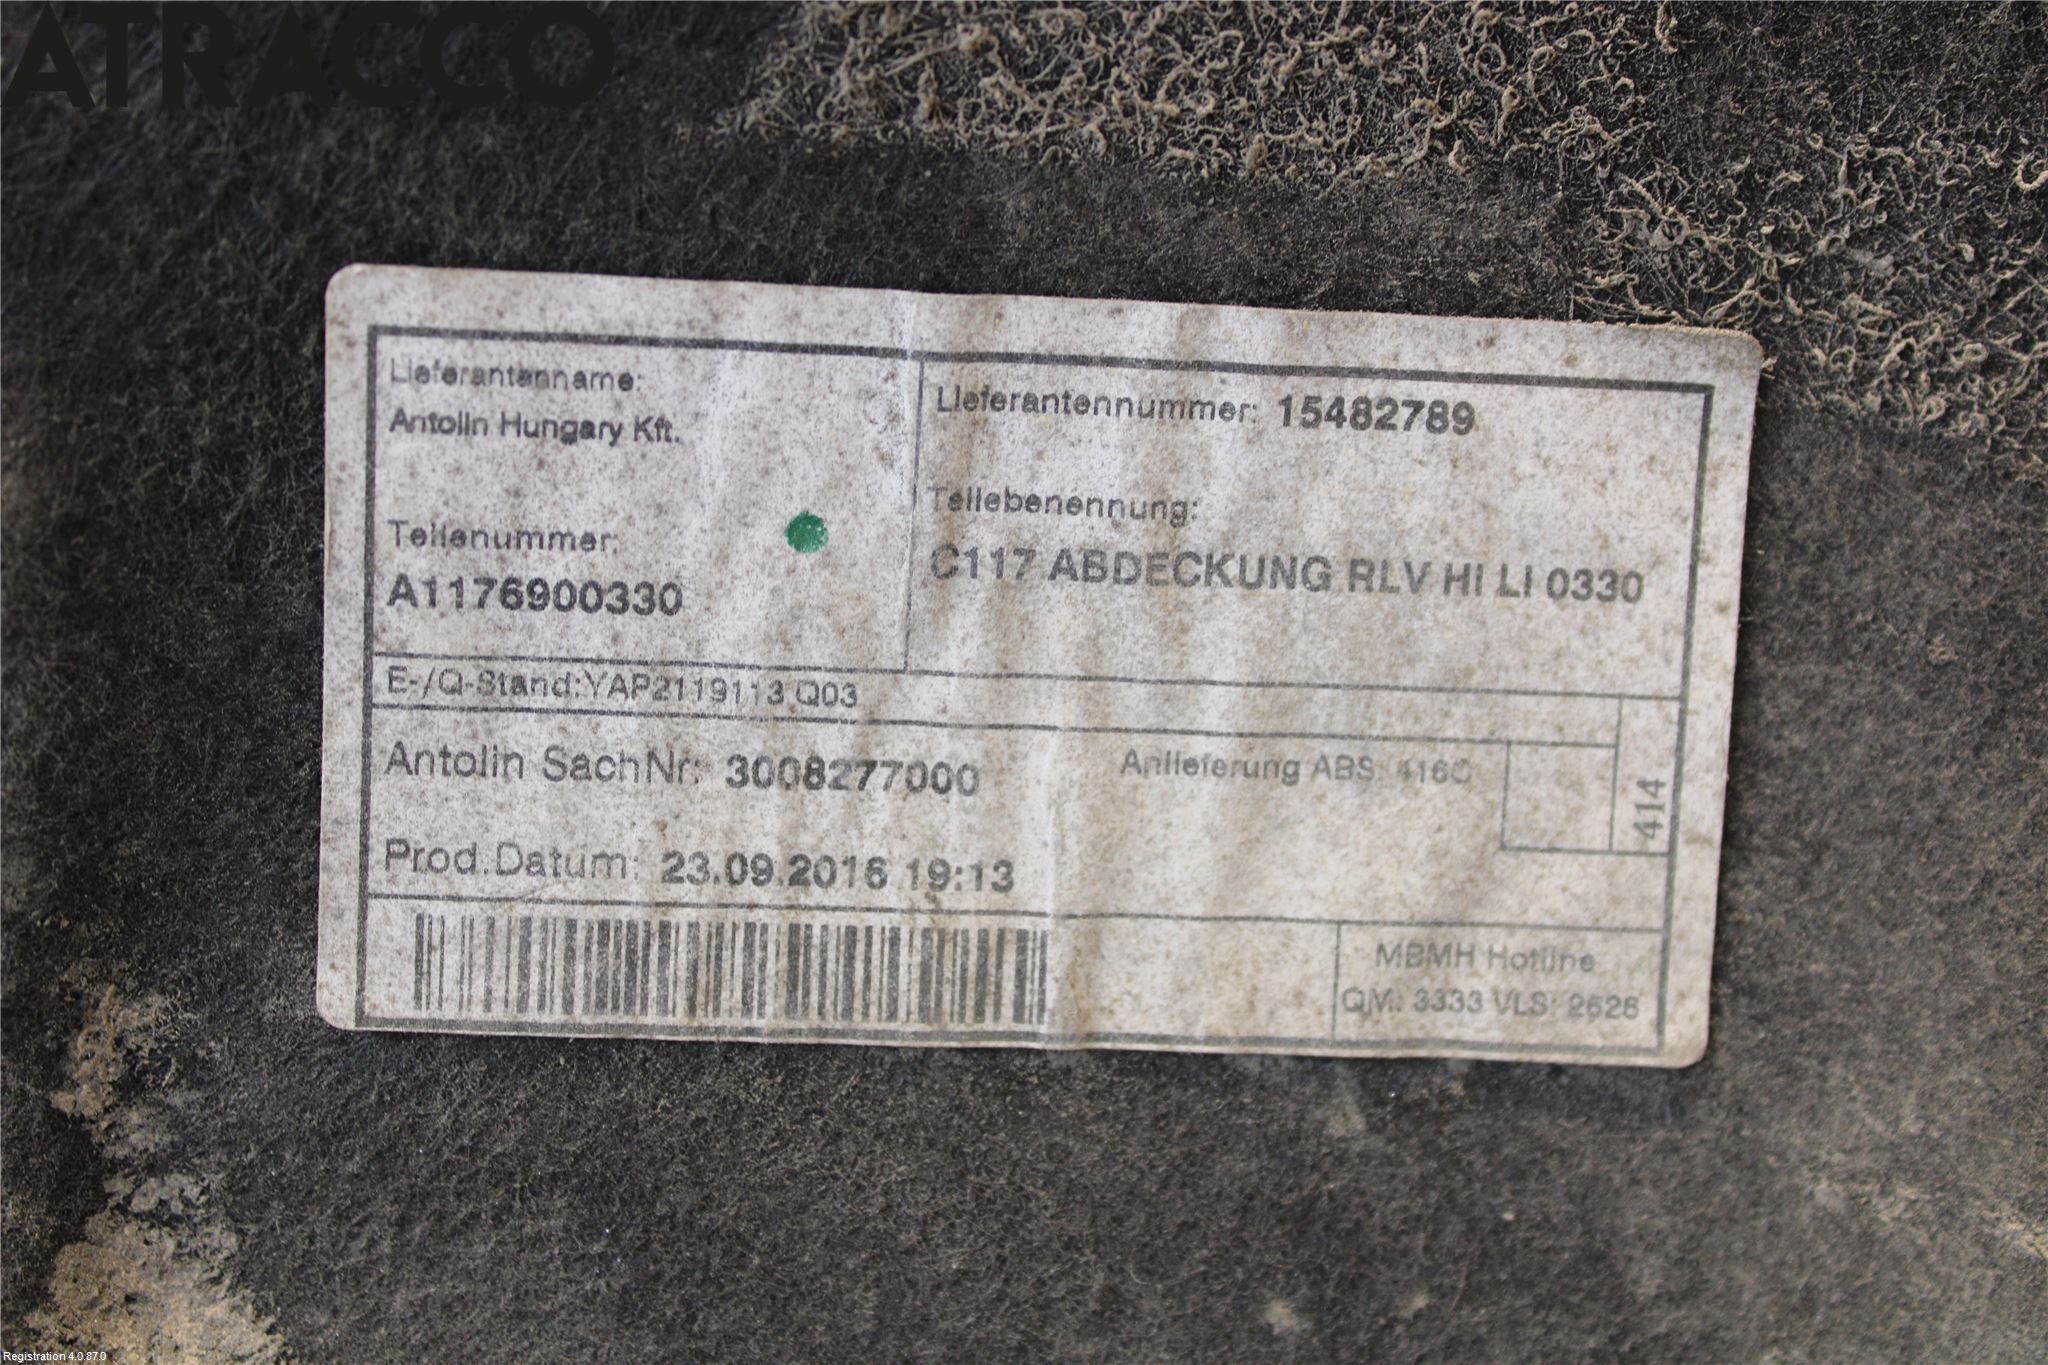 ATRACCO
Lieferantenname:
Antolin Hungary Kft.
Lieferantennummer: 15482789
Teilenummer:
A1176900330
Teilebenennung:
C117 ABDECKUNG RLV HI LI 0330
E-/Q-Stand:YAP2119113 Q03
Antolin SachNr: 3008277000
Anlieferung ABS: 416C
414
Prod.Datum: 23.09.2016 19:13
MBMH Hotline
QM.: 3333 VLS: 2626
Registration 4.0.87.0